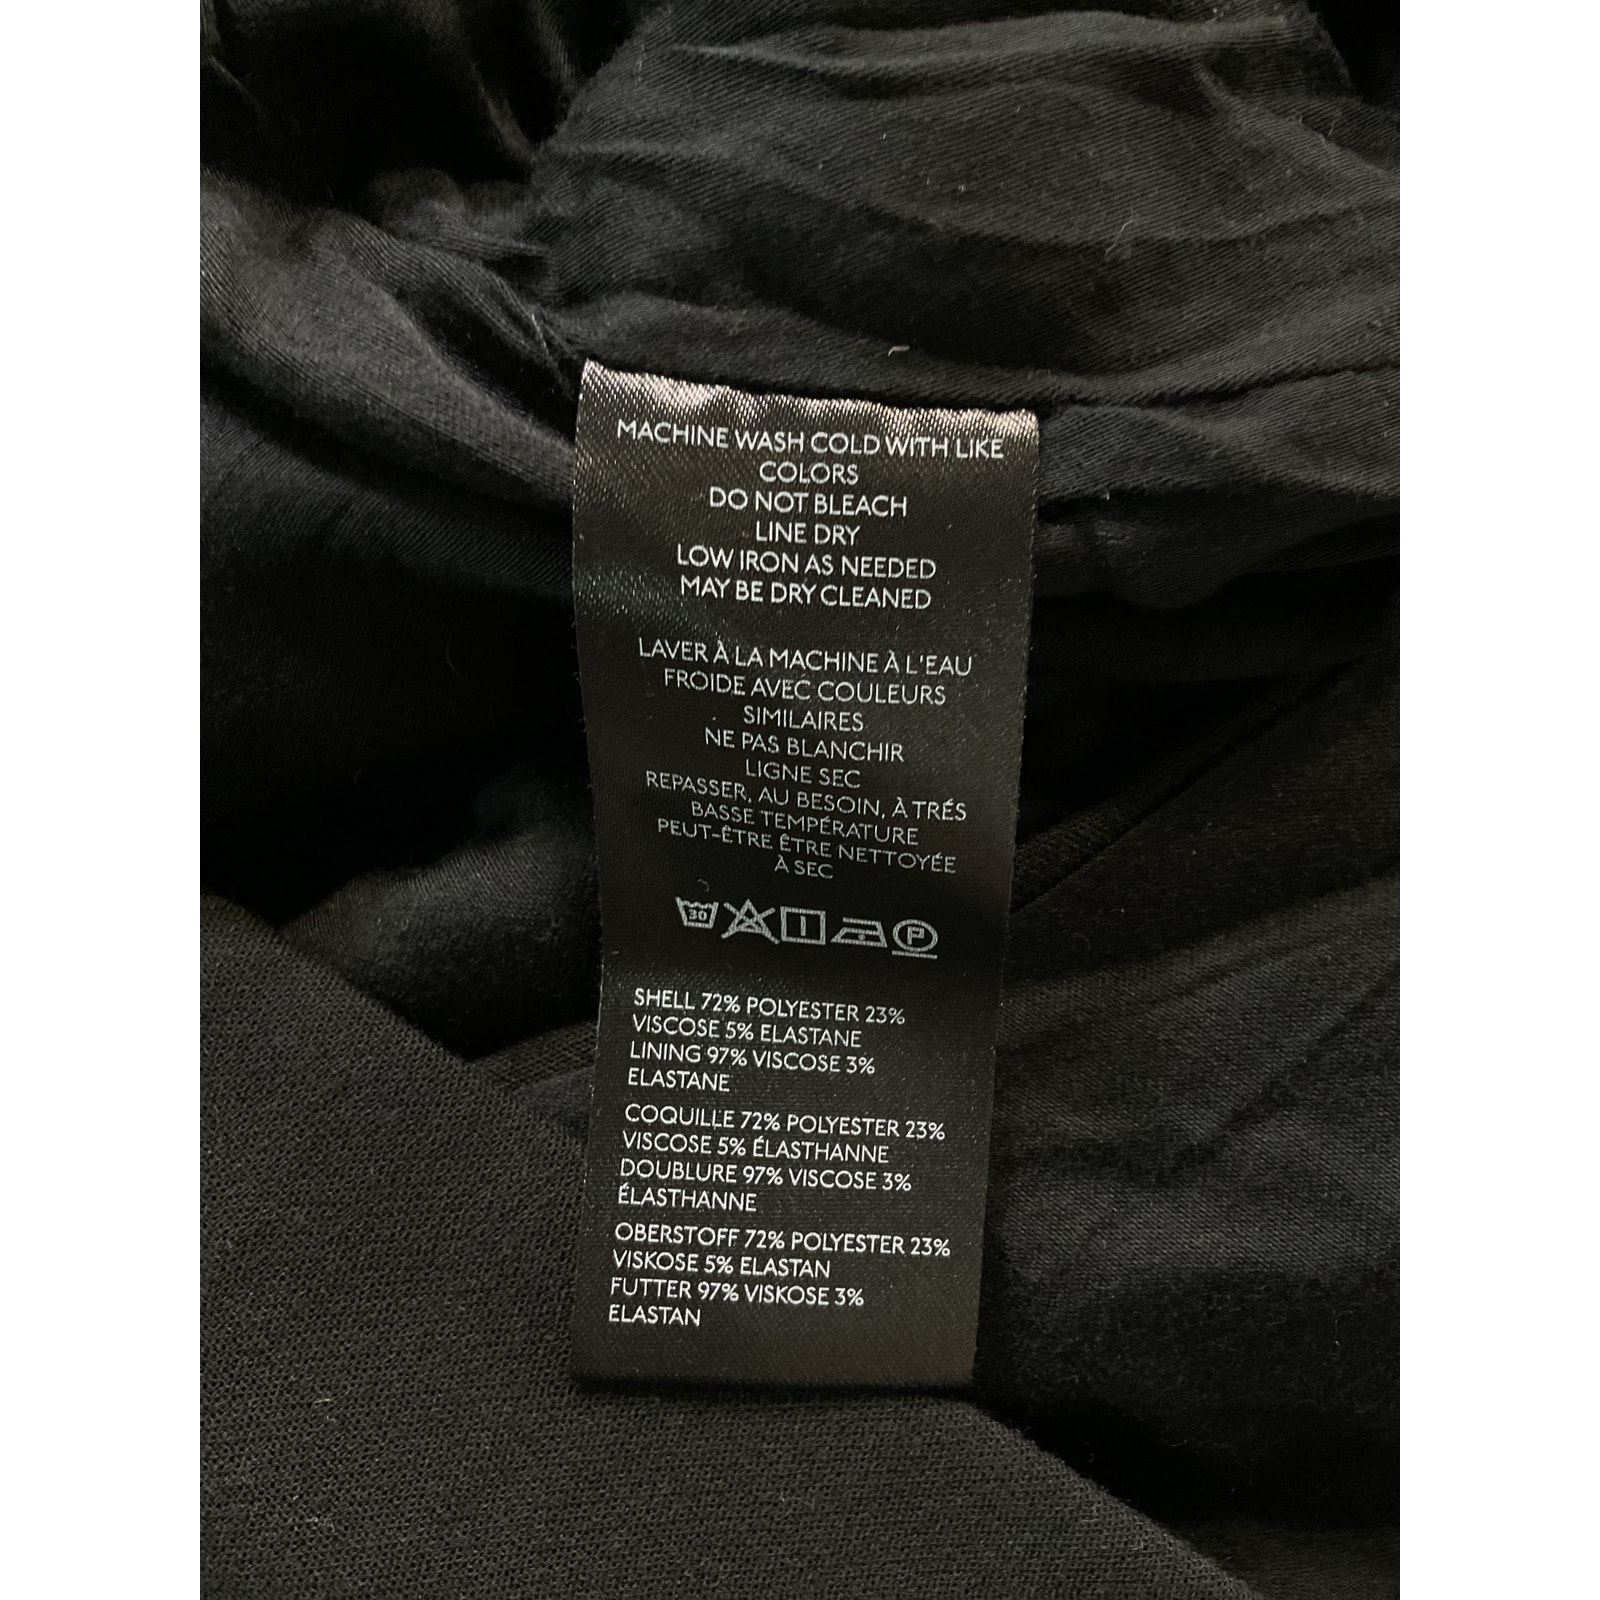 MACHINE WASH COLD WITH LIKE
COLORS
DO NOT BLEACH
LINE DRY
LOW IRON AS NEEDED
MAY BE DRY CLEANED
LAVER À LA MACHINE À L'EAU
FROIDE AVEC COULEURS
SIMILAIRES
NE PAS BLANCHIR
LIGNE SEC
REPASSER, AU BESOIN, À TRÉS
BASSE TEMPÉRATURE
PEUT-ÊTRE ÊTRE NETTOYÉE
À SEC
30 P
SHELL 72% POLYESTER 23%
VISCOSE 5% ELASTANE
LINING 97% VISCOSE 3%
ELASTANE
COQUILLE 72% POLYESTER 23%
VISCOSE 5% ÉLASTHANNE
DOUBLURE 97% VISCOSE 3%
ÉLASTHANNE
OBERSTOFF 72% POLYESTER 23%
VISKOSE 5% ELASTAN
FUTTER 97% VISKOSE 3%
ELASTAN